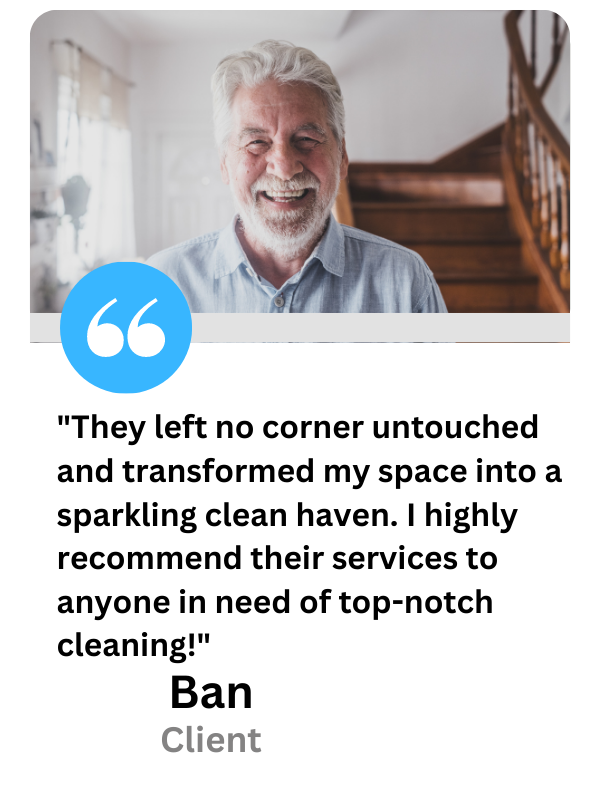 "They left no corner untouched
and transformed my space into a
sparkling clean haven. I highly
recommend their services to
anyone in need of top-notch
cleaning!"
Ban
Client